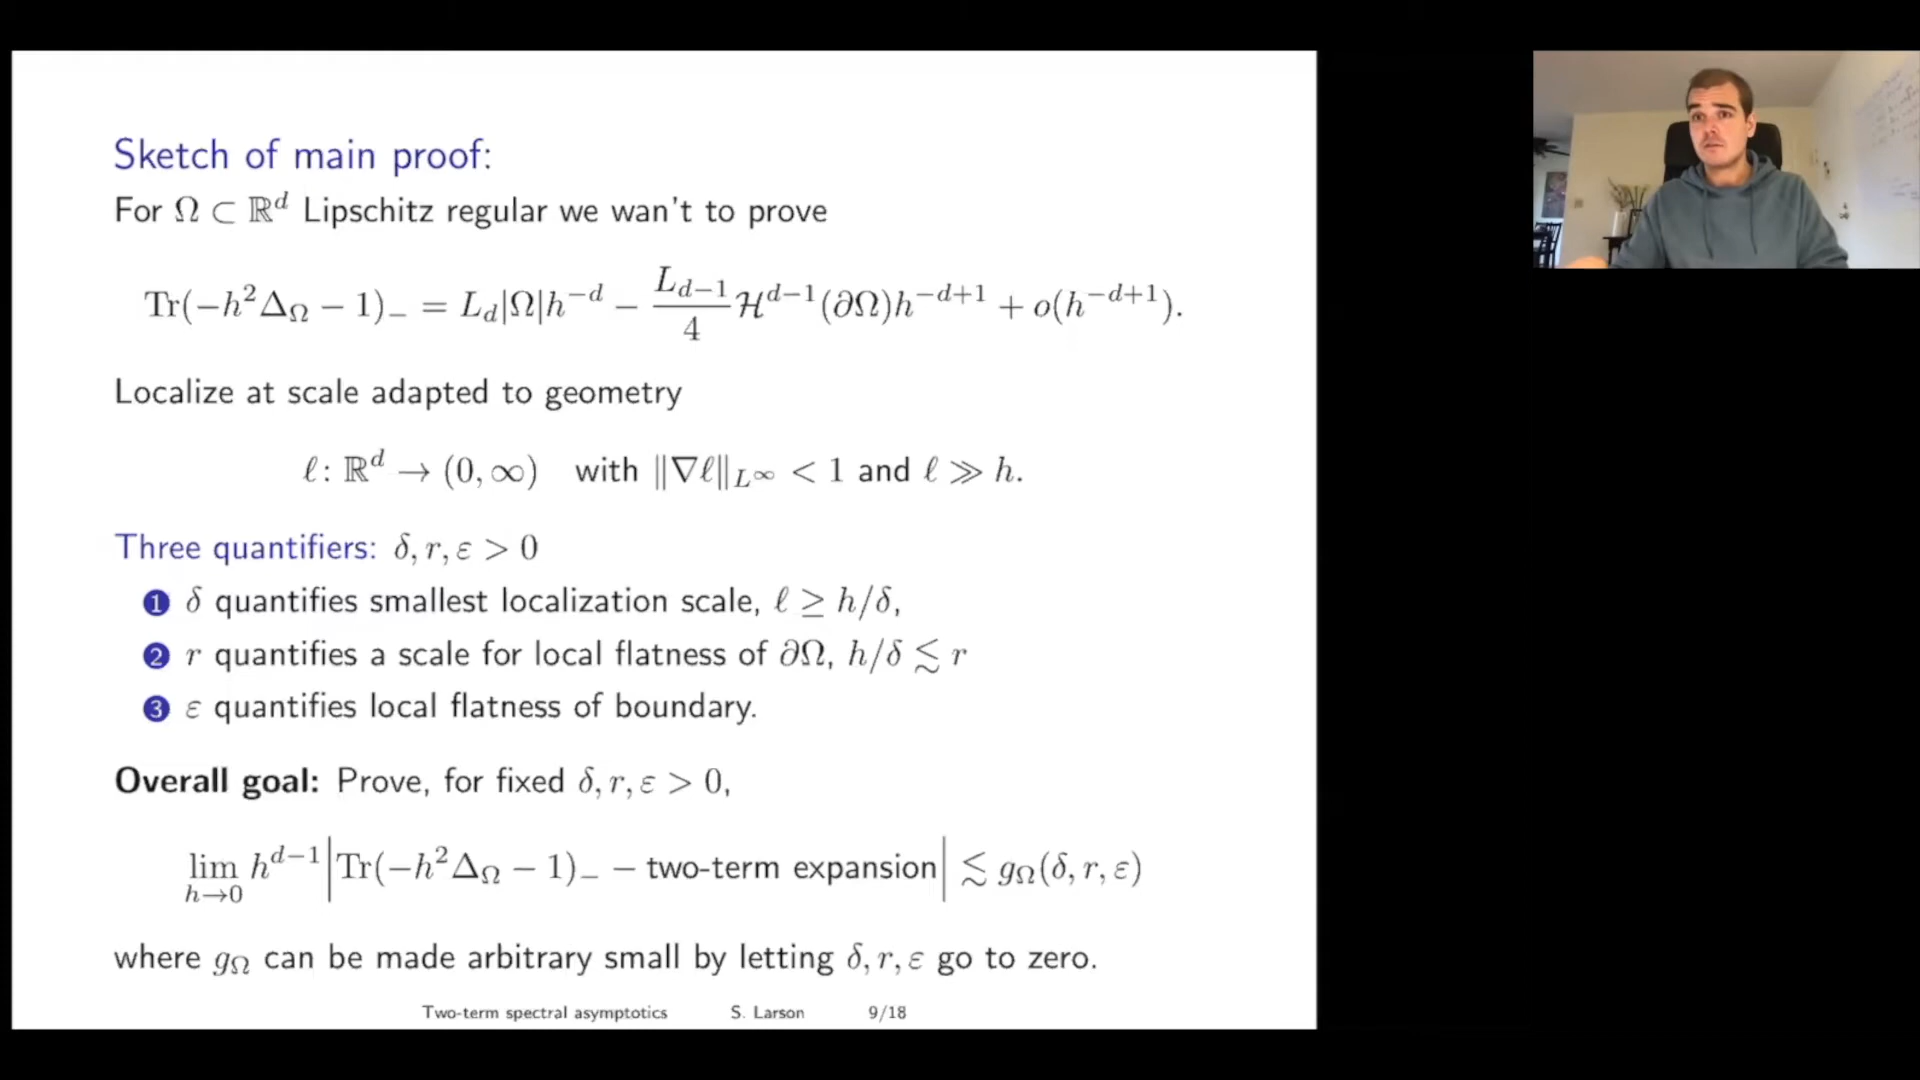 Sketch of main proof:
For Ω ⊂ ℝ^d Lipschitz regular we wan't to prove
Tr(−h²Δ_Ω − 1)_− = L_d|Ω|h^{−d} − \frac{L_{d−1}}{4} ℋ^{d−1}(∂Ω)h^{−d+1} + o(h^{−d+1}).
Localize at scale adapted to geometry
ℓ: ℝ^d → (0, ∞) with ‖∇ℓ‖_{L^∞} < 1 and ℓ ≫ h.
Three quantifiers: δ, r, ε > 0
1 δ quantifies smallest localization scale, ℓ ≥ h/δ,
2 r quantifies a scale for local flatness of ∂Ω, h/δ ≲ r
3 ε quantifies local flatness of boundary.
Overall goal: Prove, for fixed δ, r, ε > 0,
lim_{h→0} h^{d−1}|Tr(−h²Δ_Ω − 1)_− − two-term expansion| ≲ g_Ω(δ, r, ε)
where g_Ω can be made arbitrary small by letting δ, r, ε go to zero.
Two-term spectral asymptotics S. Larson 9/18